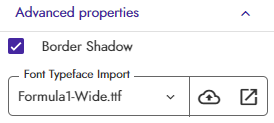 Advanced properties
Border Shadow
Font Typeface Import
Formula1-Wide.ttf